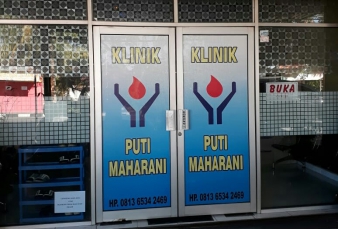 KLINIK
PUTI
MAHARANI
HP. 0813 6534 2469
KLINIK
PUTI
MAHARANI
HP. 0813 6534 2469
BUKA